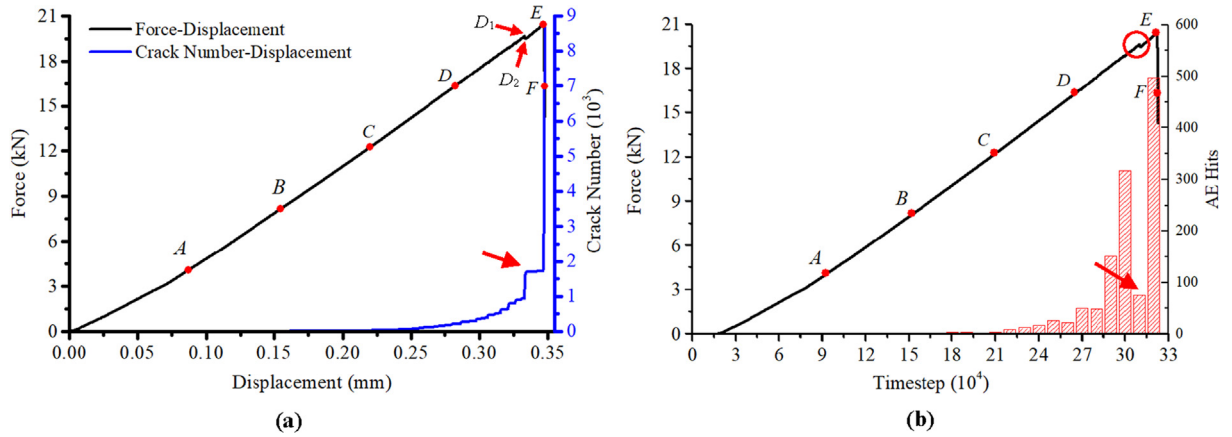 Force-Displacement
Crack Number-Displacement
D1
D2
A
B
C
D
E
F
21
18
15
12
9
6
3
0
Force (kN)
9
8
7
6
5
4
3
2
1
0
Crack Number (10³)
0.00 0.05 0.10 0.15 0.20 0.25 0.30 0.35
Displacement (mm)
(a)
A
B
C
D
E
F
21
18
15
12
9
6
3
0
Force (kN)
600
500
400
300
200
100
0
AE Hits
0 3 6 9 12 15 18 21 24 27 30 33
Timestep (10⁴)
(b)